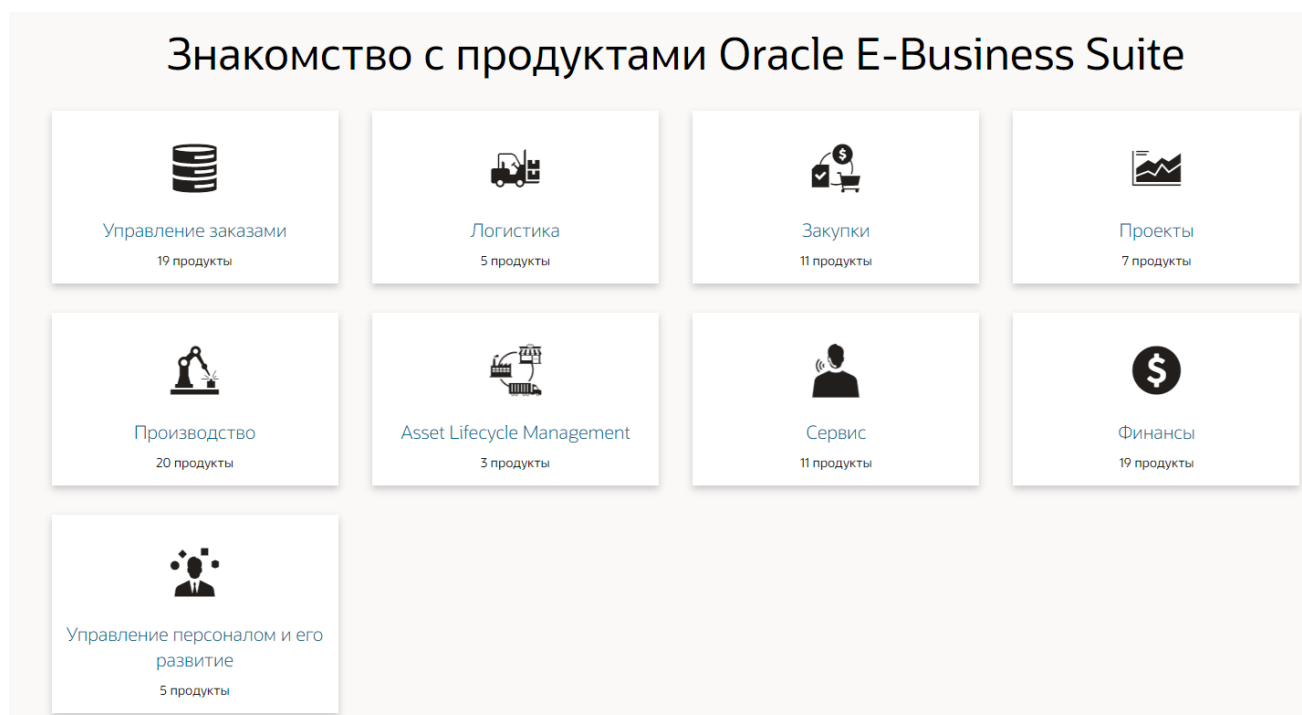 Знакомство с продуктами Oracle E-Business Suite
Управление заказами
19 продукты
Логистика
5 продукты
Закупки
11 продукты
Проекты
7 продукты
Производство
20 продукты
Asset Lifecycle Management
3 продукты
Сервис
11 продукты
Финансы
19 продукты
Управление персоналом и его
развитие
5 продукты